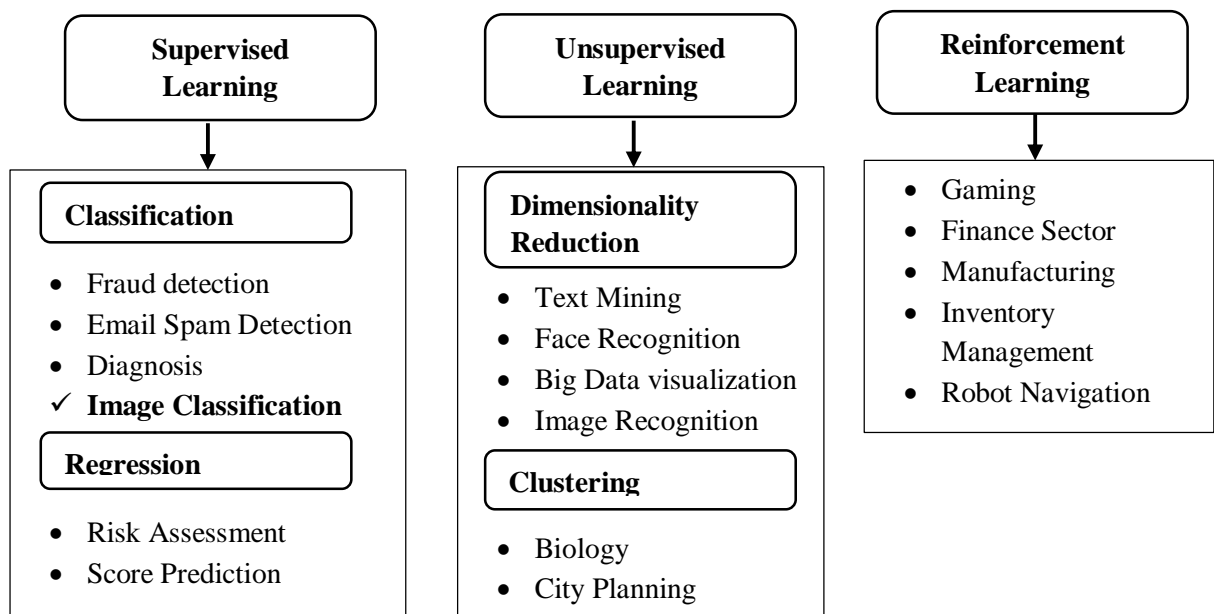 Supervised
Learning
Classification
• Fraud detection
• Email Spam Detection
• Diagnosis
✓ Image Classification
Regression
• Risk Assessment
• Score Prediction
Unsupervised
Learning
Dimensionality
Reduction
• Text Mining
• Face Recognition
• Big Data visualization
• Image Recognition
Clustering
• Biology
• City Planning
Reinforcement
Learning
• Gaming
• Finance Sector
• Manufacturing
• Inventory
Management
• Robot Navigation